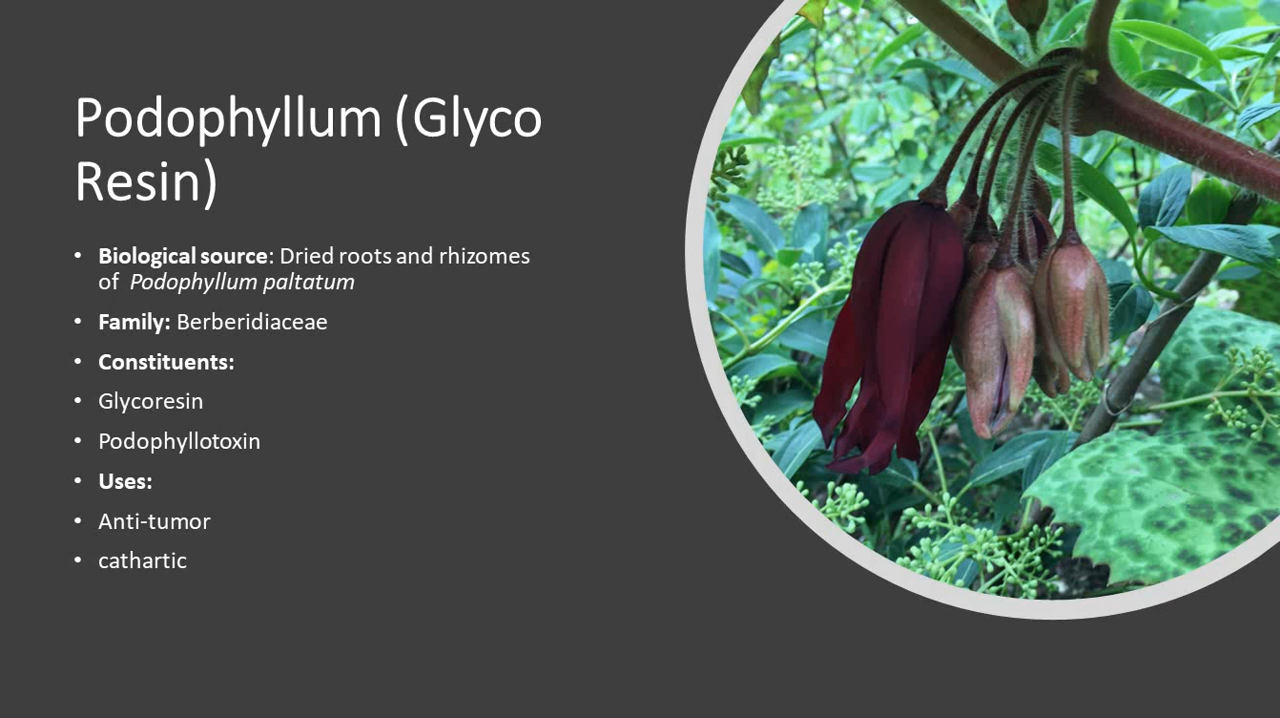 Podophyllum (Glyco
Resin)
• Biological source: Dried roots and rhizomes
of Podophyllum paltatum
• Family: Berberidiaceae
• Constituents:
• Glycoresin
• Podophyllotoxin
• Uses:
• Anti-tumor
• cathartic